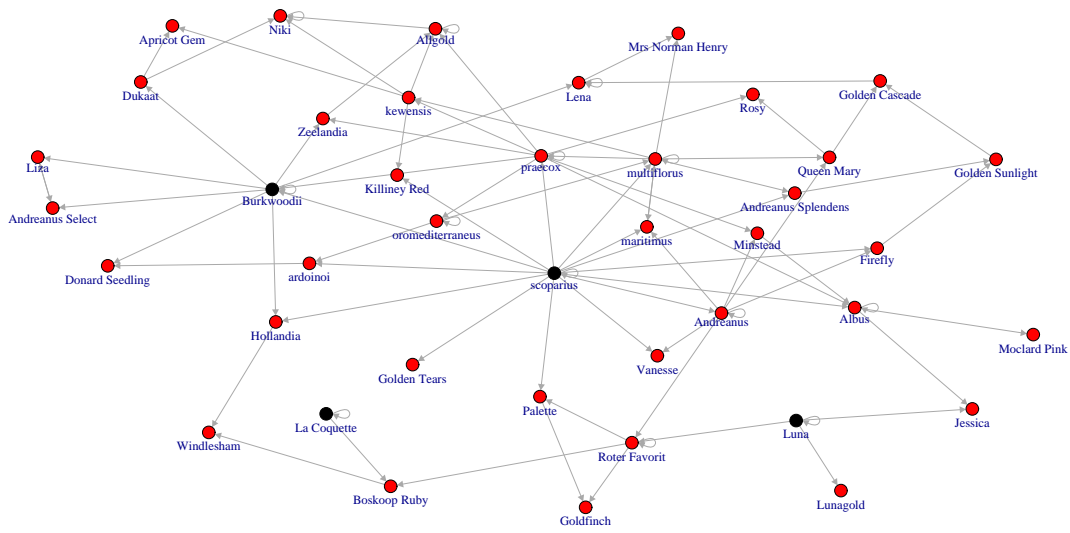 Niki
Apricot Gem
Allgold
Mrs Norman Henry
Dukaat
Lena
Golden Cascade
kewensis
Rosy
Zeelandia
Liza
praecox
multiflorus
Queen Mary
Golden Sunlight
Killiney Red
Burkwoodii
Andreanus Select
Andreanus Splendens
oromediterraneus
maritimus
Minstead
Firefly
Donard Seedling
ardoinoi
scoparius
Andreanus
Albus
Hollandia
Moclard Pink
Vanesse
Golden Tears
Palette
Jessica
La Coquette
Luna
Windlesham
Roter Favorit
Boskoop Ruby
Lunagold
Goldfinch